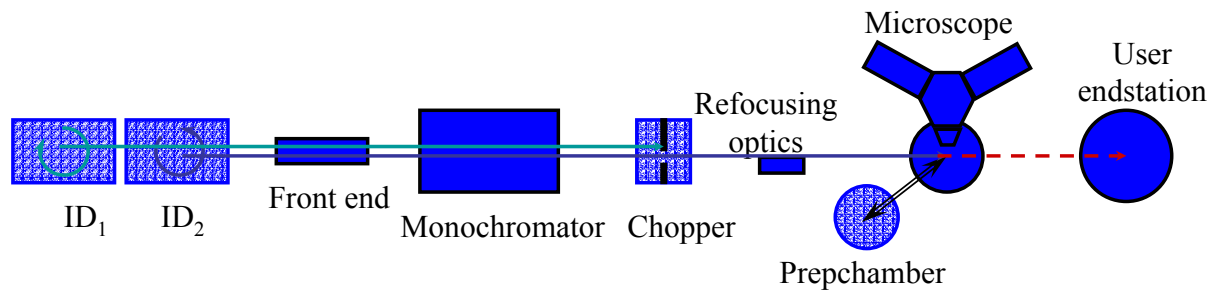 Microscope
User
endstation
Refocusing
optics
ID1
ID2
Front end
Monochromator
Chopper
Prepchamber